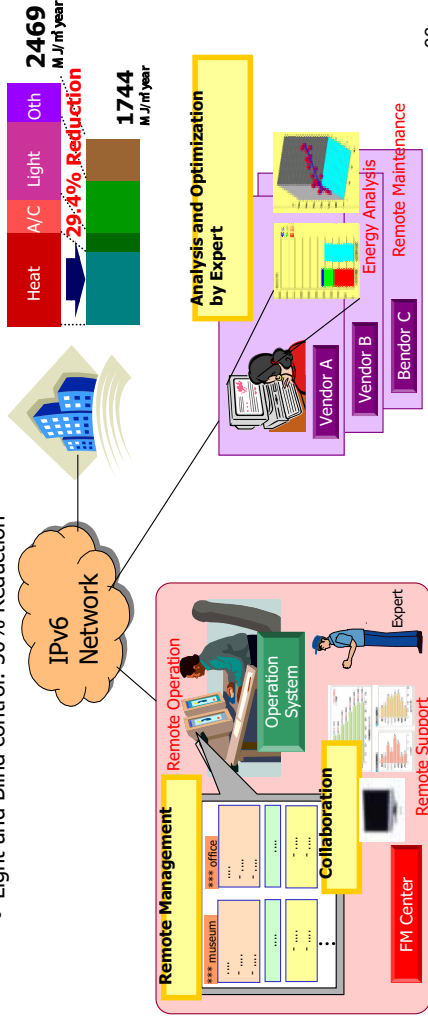 Light and Blind control: 30% Reduction
2469
MJ/㎡year
Heat
A/C
Light
Oth
29.4% Reduction
1744
MJ/㎡year
IPv6
Network
Remote Management
*** museum
*** office
Remote Operation
Operation
System
Collaboration
FM Center
Remote Support
Expert
Analysis and Optimization
by Expert
Vendor A
Vendor B
Bendor C
Energy Analysis
Remote Maintenance